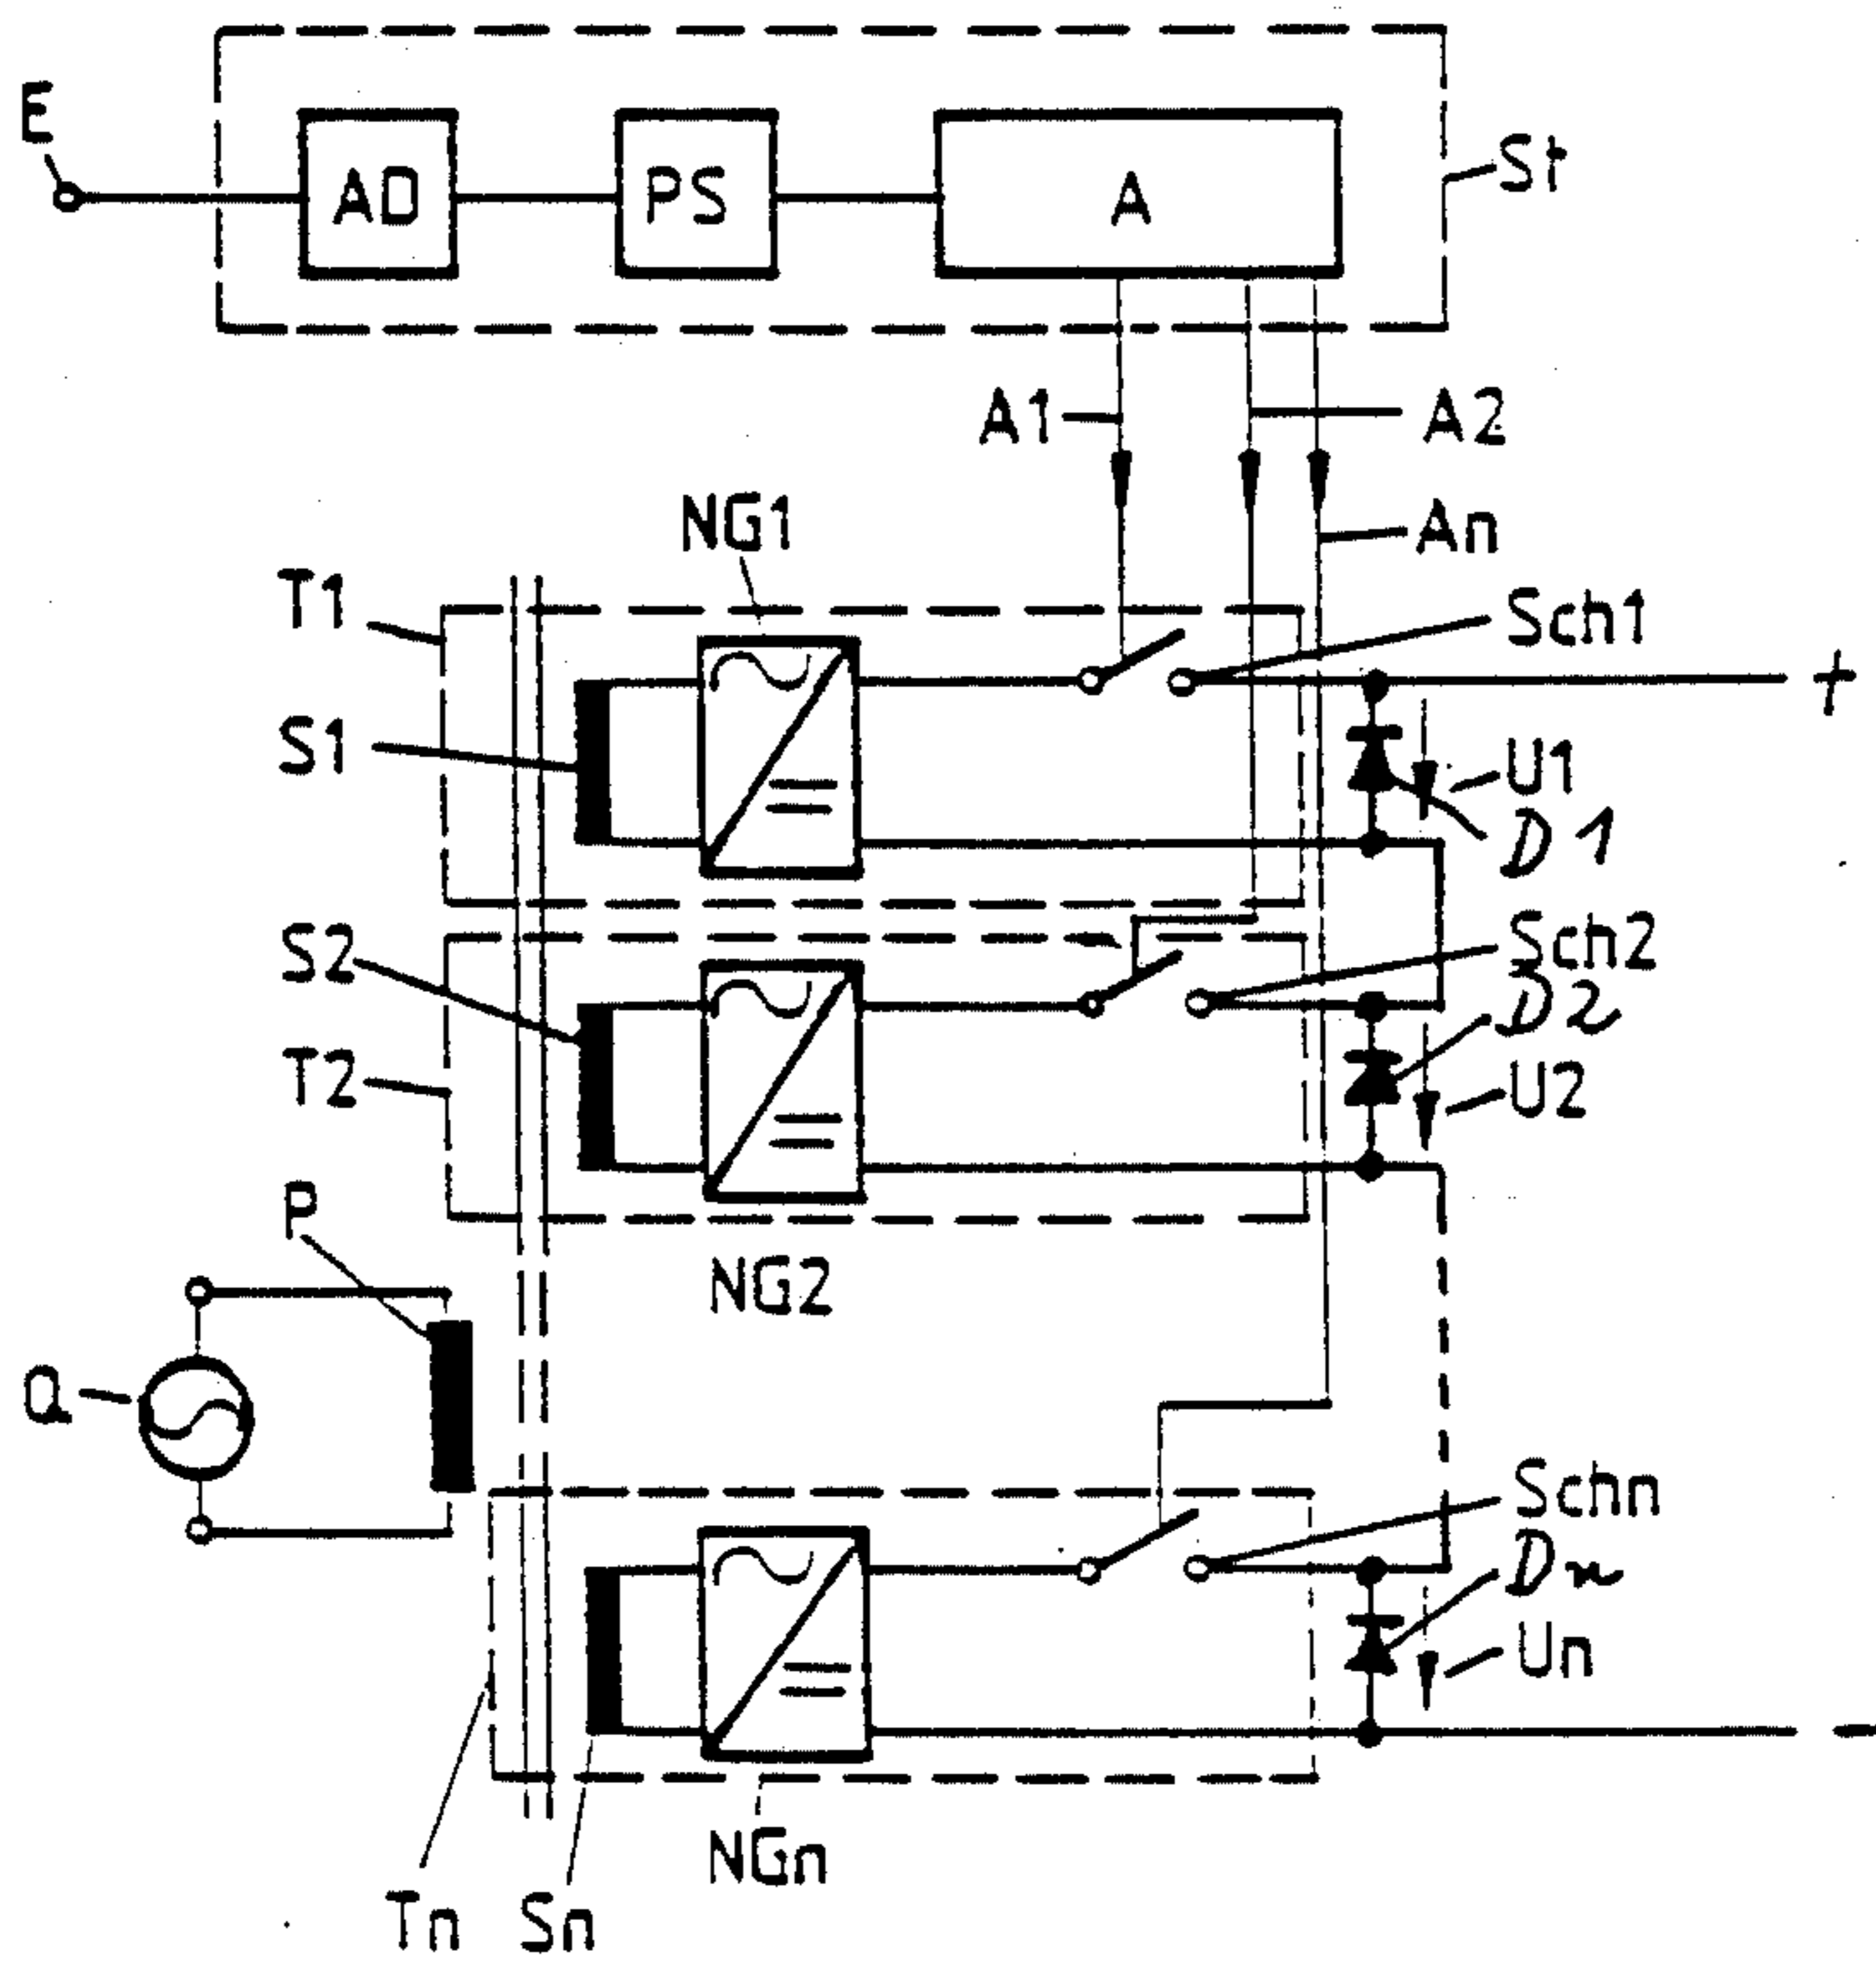 E
AD
PS
A
St
A1
A2
NG1
An
T1
Sch1
+
S1
U1
D1
S2
Sch2
D2
T2
U2
P
NG2
Q
Schn
Dn
Un
-
NGn
Tn
Sn